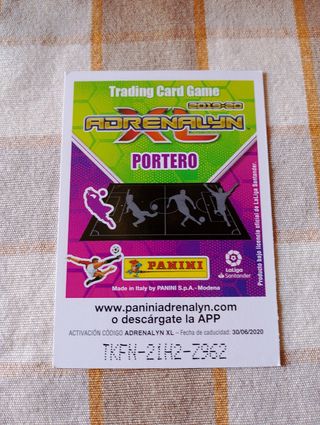 Trading Card Game
2019-20
ADRENALYN
XL
PORTERO
PANINI
Made in Italy by PANINI S.p.A. - Modena
LaLiga
Santander
Producto bajo licencia oficial de LaLiga Santander.
www.paniniadrenalyn.com
o descárgate la APP
ACTIVACIÓN CÓDIGO ADRENALYN XL – Fecha de caducidad: 30/06/2020
TKFN-21H2-Z962